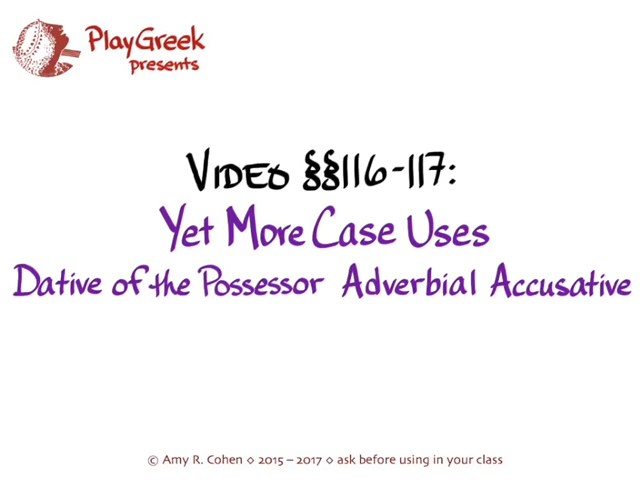 PlayGreek
presents
VIDEO §§116-117:
Yet More Case Uses
Dative of the Possessor Adverbial Accusative
© Amy R. Cohen ⋄ 2015 – 2017 ⋄ ask before using in your class